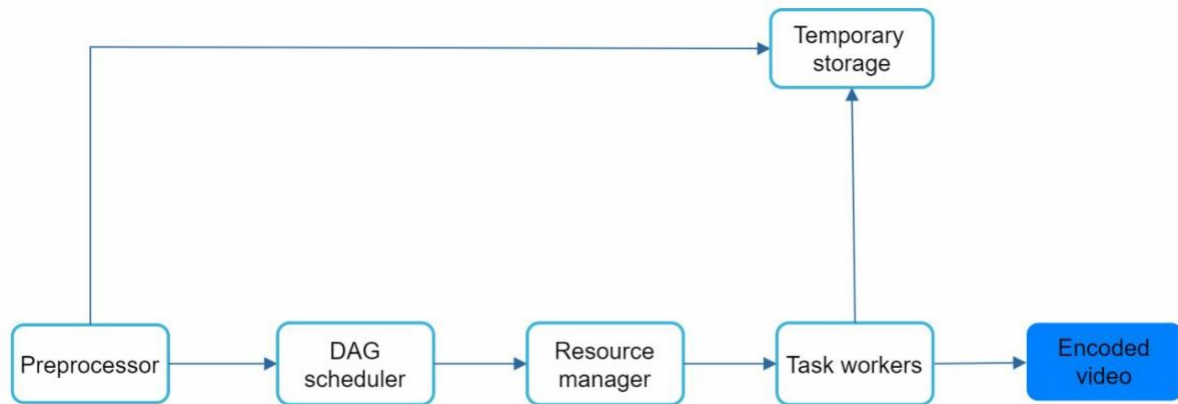 Temporary
storage
Preprocessor
DAG
scheduler
Resource
manager
Task workers
Encoded
video